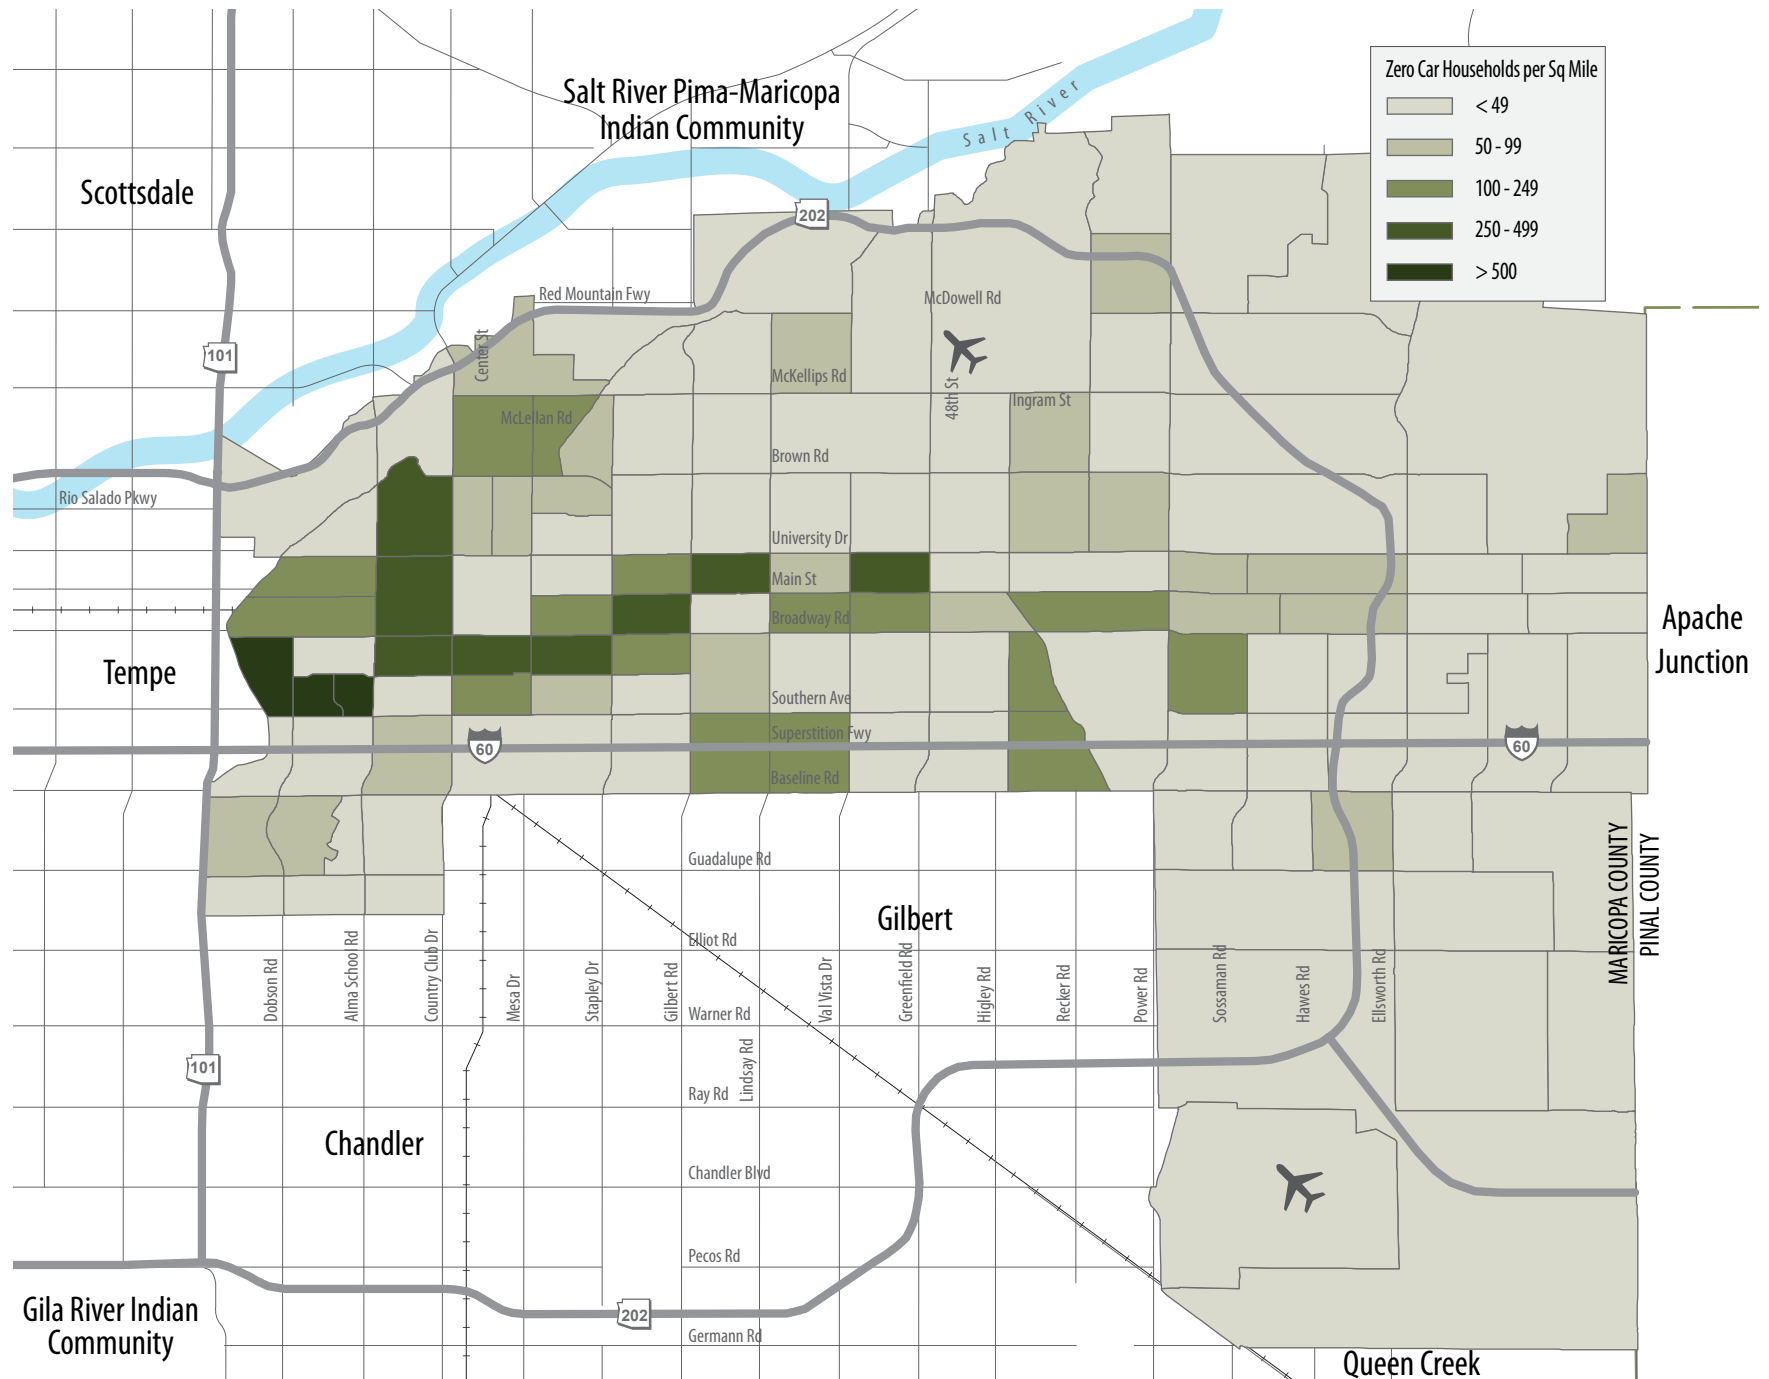 Salt River Pima-Maricopa
Indian Community
Salt River
Zero Car Households per Sq Mile
< 49
50 - 99
100 - 249
250 - 499
> 500
Scottsdale
202
Red Mountain Fwy
McDowell Rd
101
Center St
McKellips Rd
48th St
Ingram St
McLellan Rd
Brown Rd
Rio Salado Pkwy
University Dr
Main St
Broadway Rd
Apache
Junction
Tempe
Southern Ave
Superstition Fwy
60
60
Baseline Rd
Guadalupe Rd
MARICOPA COUNTY
PINAL COUNTY
Gilbert
Elliot Rd
Dobson Rd
Alma School Rd
Country Club Dr
Mesa Dr
Stapley Dr
Gilbert Rd
Lindsay Rd
Val Vista Dr
Greenfield Rd
Higley Rd
Recker Rd
Power Rd
Sossaman Rd
Hawes Rd
Ellsworth Rd
Warner Rd
101
Ray Rd
Chandler
Chandler Blvd
Pecos Rd
Gila River Indian
Community
202
Germann Rd
Queen Creek